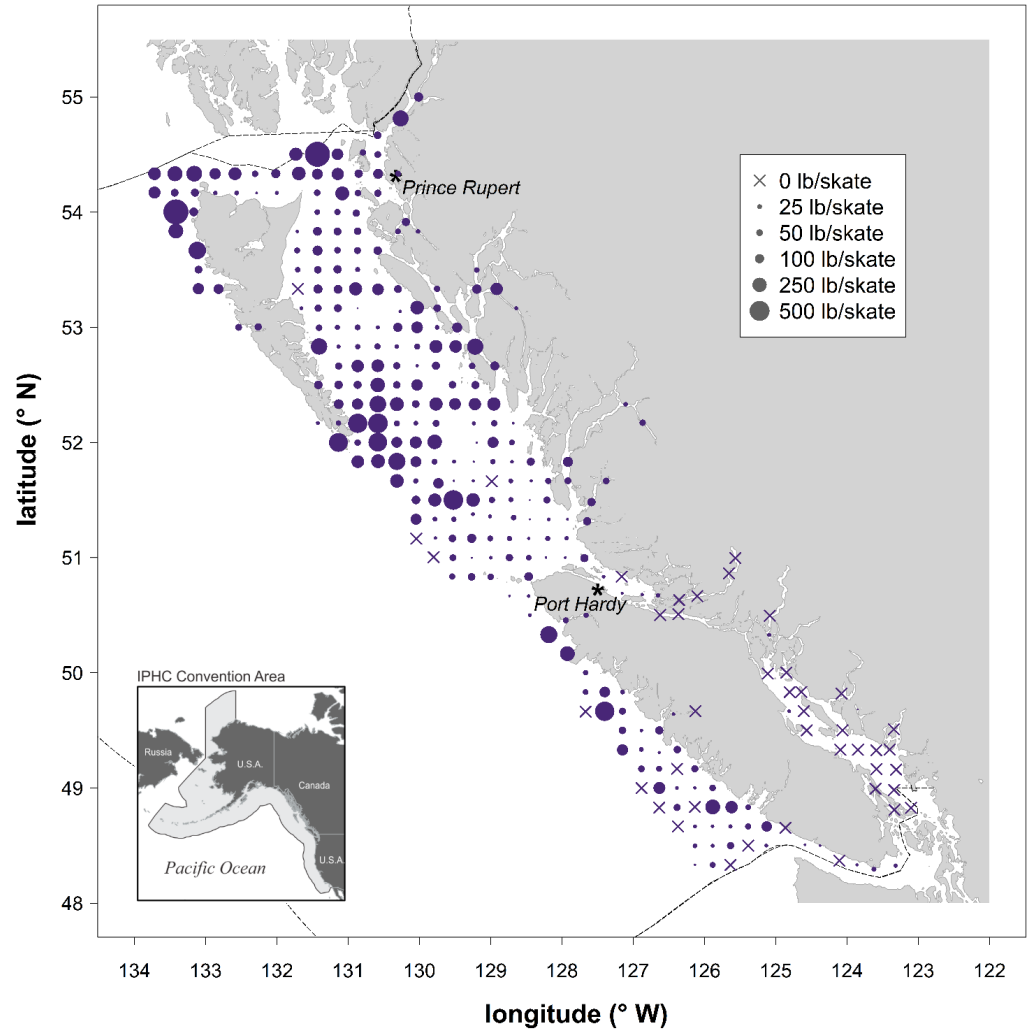 55
54
53
52
51
50
49
48
latitude (° N)
134
133
132
131
130
129
128
127
126
125
124
123
122
longitude (° W)
* Prince Rupert
* Port Hardy
0 lb/skate
25 lb/skate
50 lb/skate
100 lb/skate
250 lb/skate
500 lb/skate
IPHC Convention Area
Russia
U.S.A.
Canada
U.S.A.
Pacific Ocean